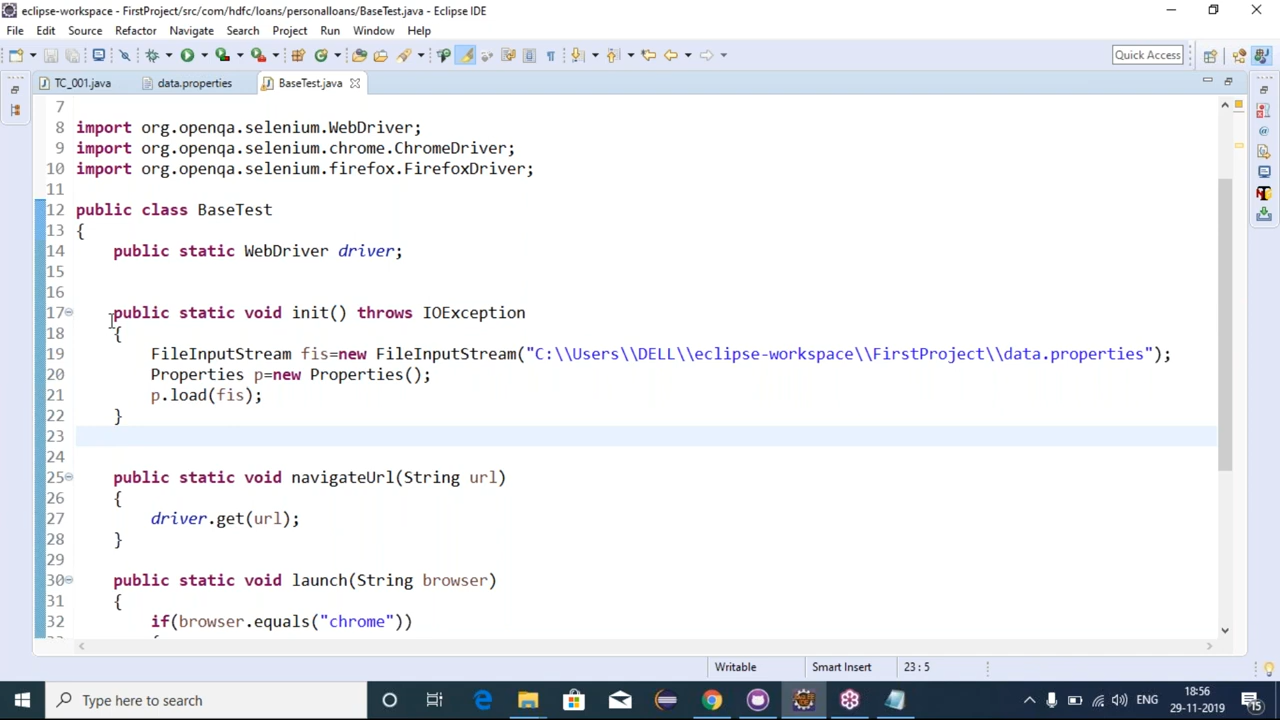 eclipse-workspace - FirstProject/src/com/hdfc/loans/personalloans/BaseTest.java - Eclipse IDE
File Edit Source Refactor Navigate Search Project Run Window Help
Quick Access
TC_001.java data.properties BaseTest.java
7
8 import org.openqa.selenium.WebDriver;
9 import org.openqa.selenium.chrome.ChromeDriver;
10 import org.openqa.selenium.firefox.FirefoxDriver;
11
12 public class BaseTest
13 {
14 public static WebDriver driver;
15
16
17 public static void init() throws IOException
18 {
19 FileInputStream fis=new FileInputStream("C:\\Users\\DELL\\eclipse-workspace\\FirstProject\\data.properties");
20 Properties p=new Properties();
21 p.load(fis);
22 }
23
24
25 public static void navigateUrl(String url)
26 {
27 driver.get(url);
28 }
29
30 public static void launch(String browser)
31 {
32 if(browser.equals("chrome"))
Writable Smart Insert 23 : 5
Type here to search
ENG
18:56
29-11-2019
15